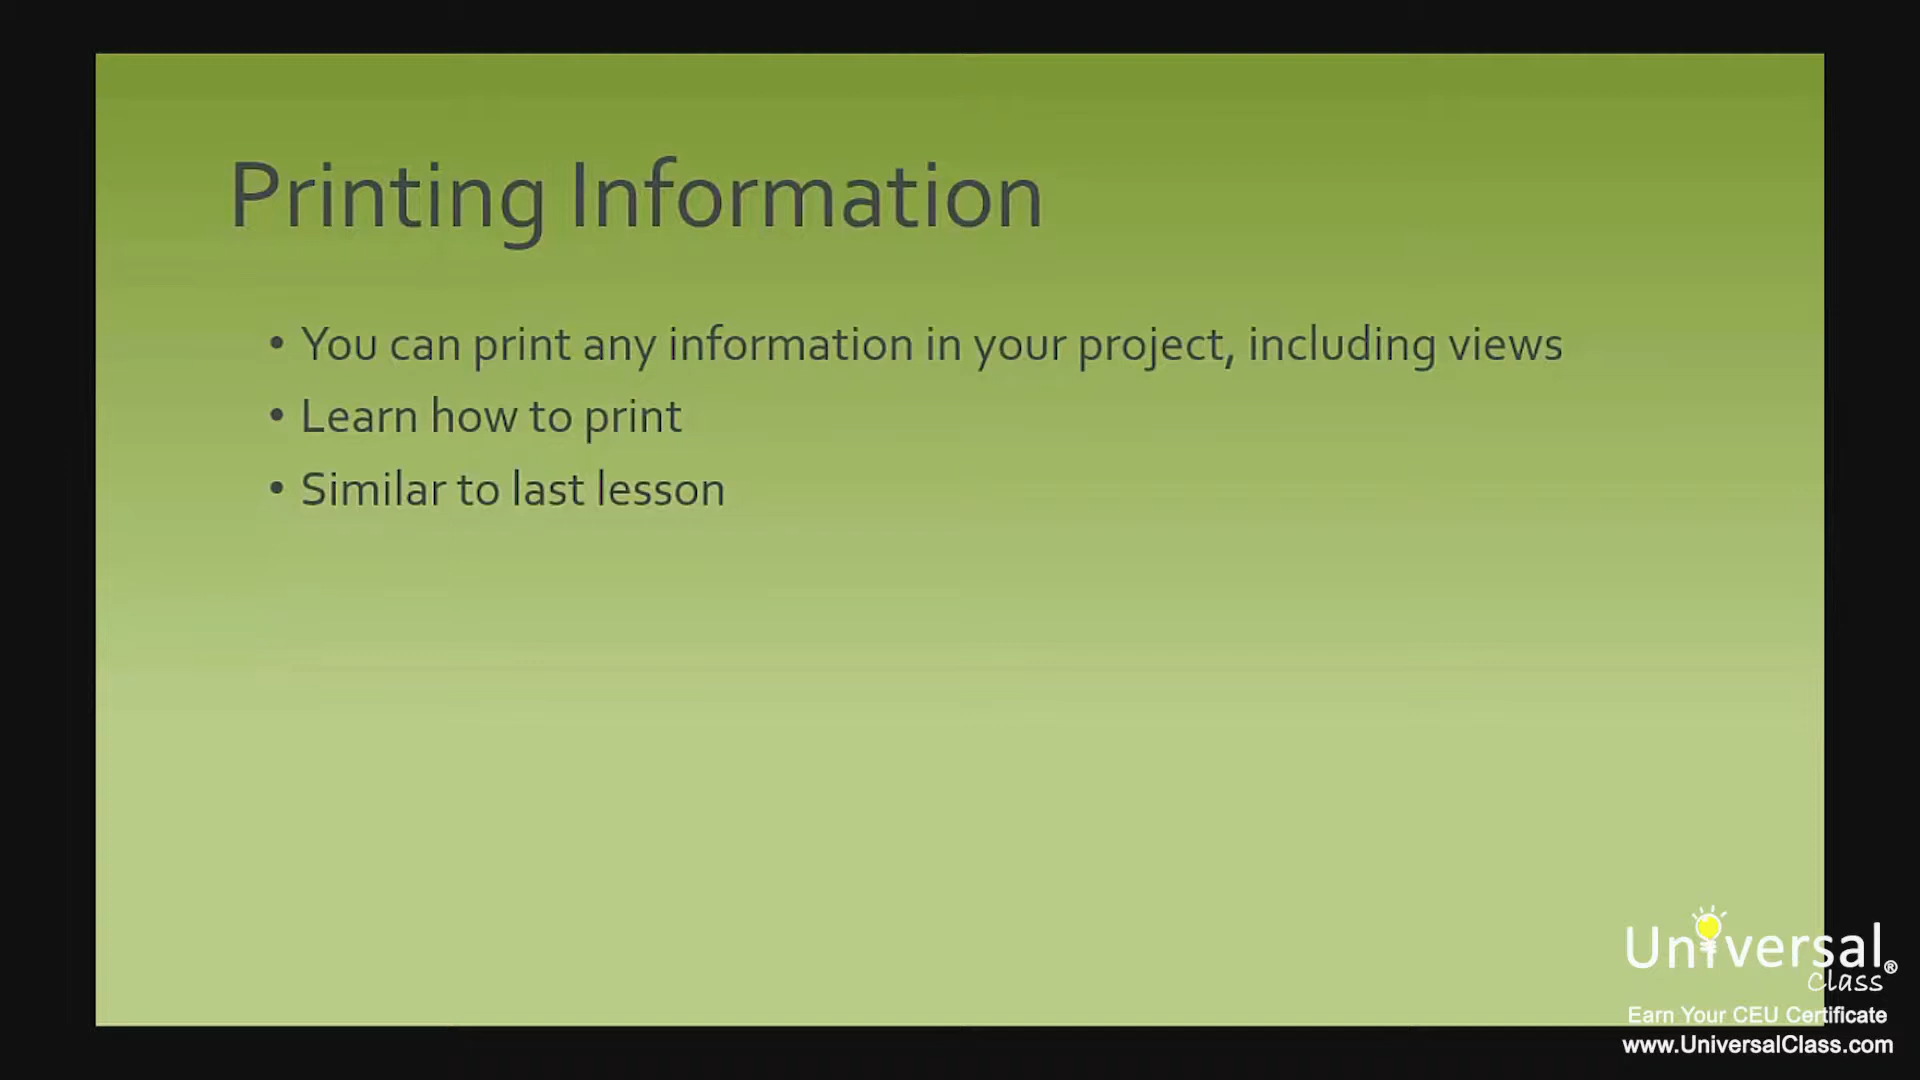 Printing Information
• You can print any information in your project, including views
• Learn how to print
• Similar to last lesson
Universal®
Class
Earn Your CEU Certificate
www.UniversalClass.com